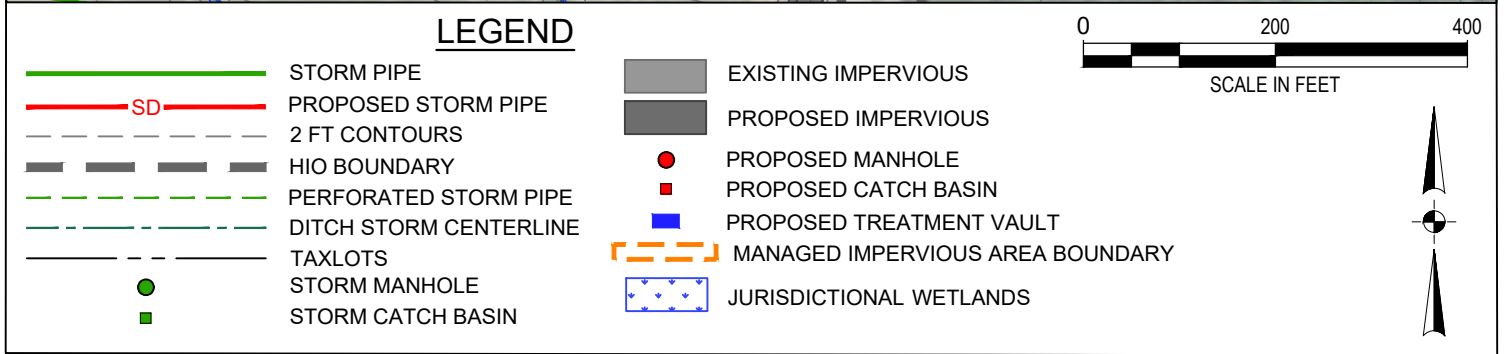 LEGEND
STORM PIPE
SD
PROPOSED STORM PIPE
2 FT CONTOURS
HIO BOUNDARY
PERFORATED STORM PIPE
DITCH STORM CENTERLINE
TAXLOTS
STORM MANHOLE
STORM CATCH BASIN
EXISTING IMPERVIOUS
PROPOSED IMPERVIOUS
PROPOSED MANHOLE
PROPOSED CATCH BASIN
PROPOSED TREATMENT VAULT
MANAGED IMPERVIOUS AREA BOUNDARY
JURISDICTIONAL WETLANDS
0 200 400
SCALE IN FEET